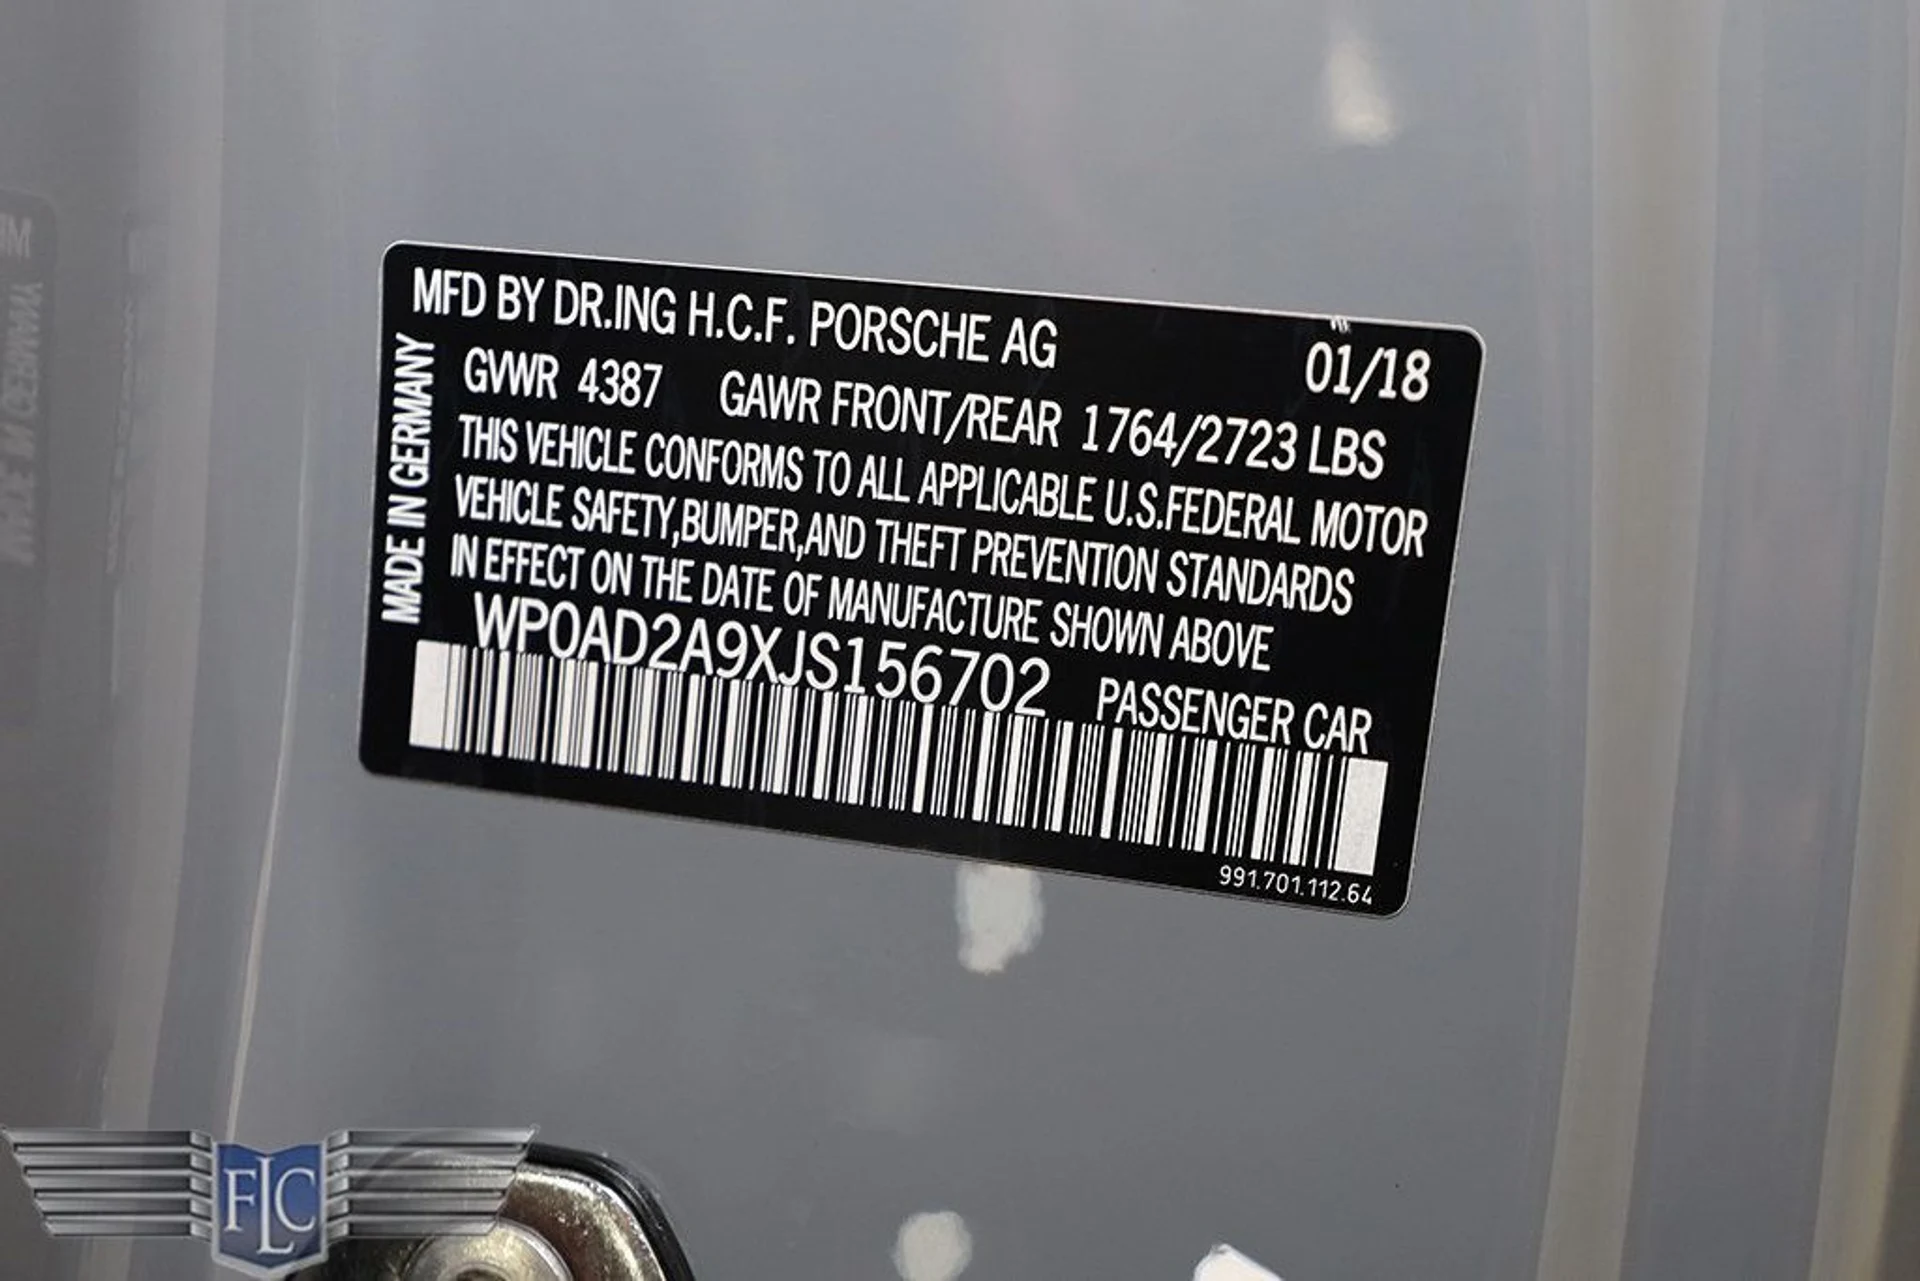 MFD BY DR.ING H.C.F. PORSCHE AG
01/18
GVWR 4387 GAWR FRONT/REAR 1764/2723 LBS
THIS VEHICLE CONFORMS TO ALL APPLICABLE U.S.FEDERAL MOTOR
VEHICLE SAFETY,BUMPER,AND THEFT PREVENTION STANDARDS
IN EFFECT ON THE DATE OF MANUFACTURE SHOWN ABOVE
WP0AD2A9XJS156702
PASSENGER CAR
991.701.112.64
MADE IN GERMANY
FLC